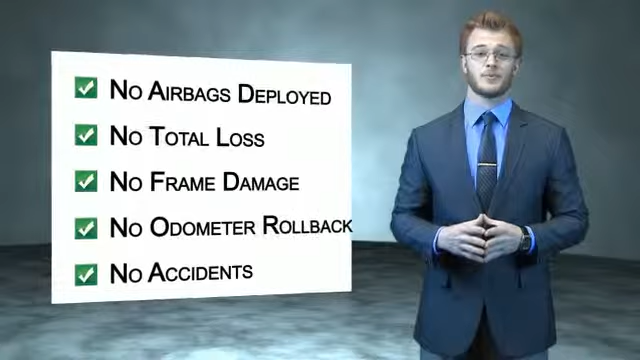 No Airbags Deployed
No Total Loss
No Frame Damage
No Odometer Rollback
No Accidents